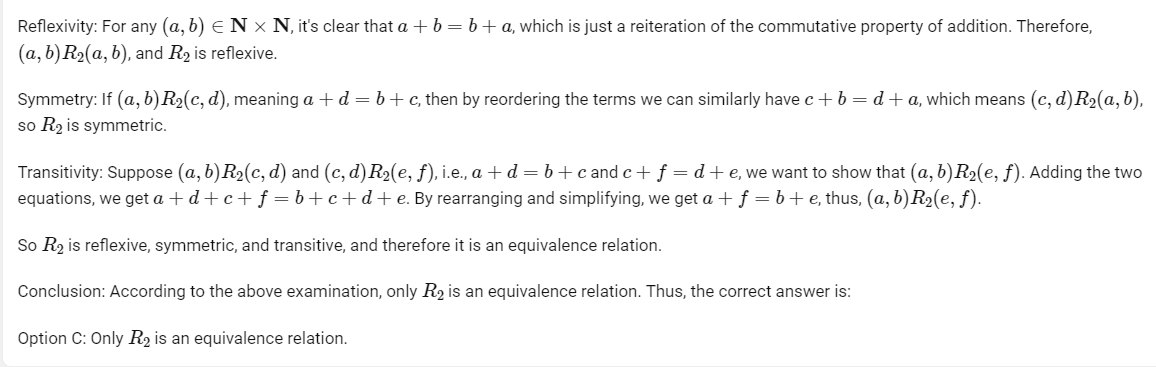 Reflexivity: For any (a, b) ∈ N × N, it's clear that a + b = b + a, which is just a reiteration of the commutative property of addition. Therefore,
(a, b)R₂(a, b), and R₂ is reflexive.
Symmetry: If (a, b)R₂(c, d), meaning a + d = b + c, then by reordering the terms we can similarly have c + b = d + a, which means (c, d)R₂(a, b),
so R₂ is symmetric.
Transitivity: Suppose (a, b)R₂(c, d) and (c, d)R₂(e, f), i.e., a + d = b + c and c + f = d + e, we want to show that (a, b)R₂(e, f). Adding the two
equations, we get a + d + c + f = b + c + d + e. By rearranging and simplifying, we get a + f = b + e, thus, (a, b)R₂(e, f).
So R₂ is reflexive, symmetric, and transitive, and therefore it is an equivalence relation.
Conclusion: According to the above examination, only R₂ is an equivalence relation. Thus, the correct answer is:
Option C: Only R₂ is an equivalence relation.